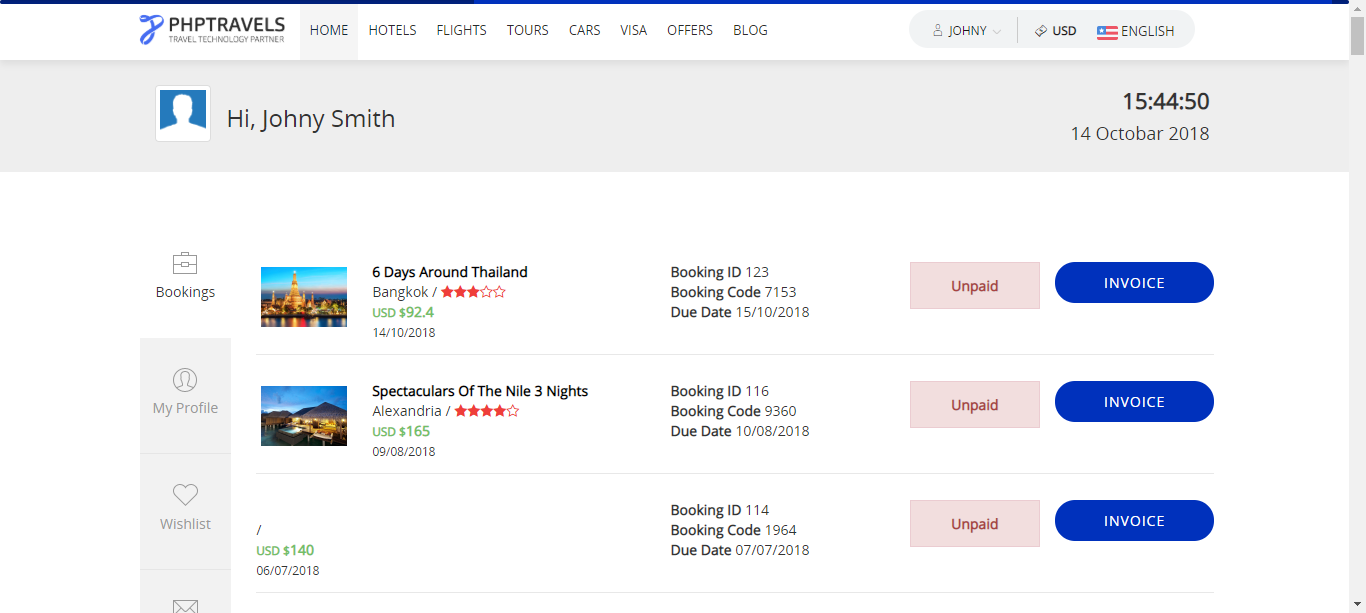 PHPTRAVELS
TRAVEL TECHNOLOGY PARTNER
HOME HOTELS FLIGHTS TOURS CARS VISA OFFERS BLOG
JOHNY USD ENGLISH
Hi, Johny Smith
15:44:50
14 Octobar 2018
Bookings
My Profile
Wishlist
6 Days Around Thailand
Bangkok /
USD $92.4
14/10/2018
Booking ID 123
Booking Code 7153
Due Date 15/10/2018
Unpaid
INVOICE
Spectaculars Of The Nile 3 Nights
Alexandria /
USD $165
09/08/2018
Booking ID 116
Booking Code 9360
Due Date 10/08/2018
Unpaid
INVOICE
/
USD $140
06/07/2018
Booking ID 114
Booking Code 1964
Due Date 07/07/2018
Unpaid
INVOICE